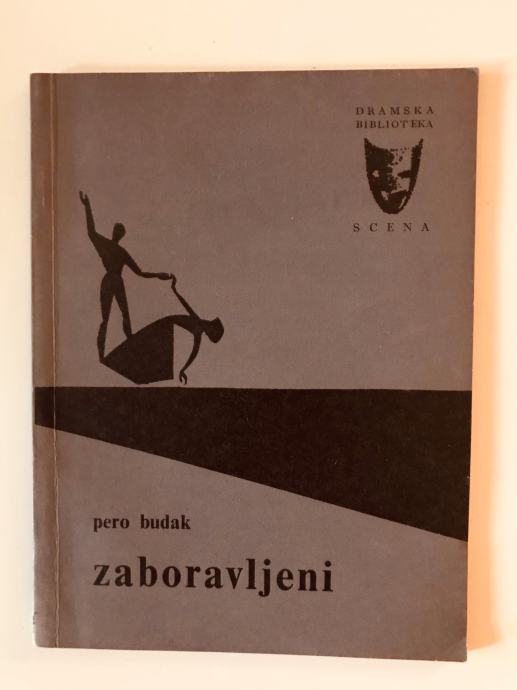 DRAMSKA
BIBLIOTEKA
SCENA
pero budak
zaboravljeni